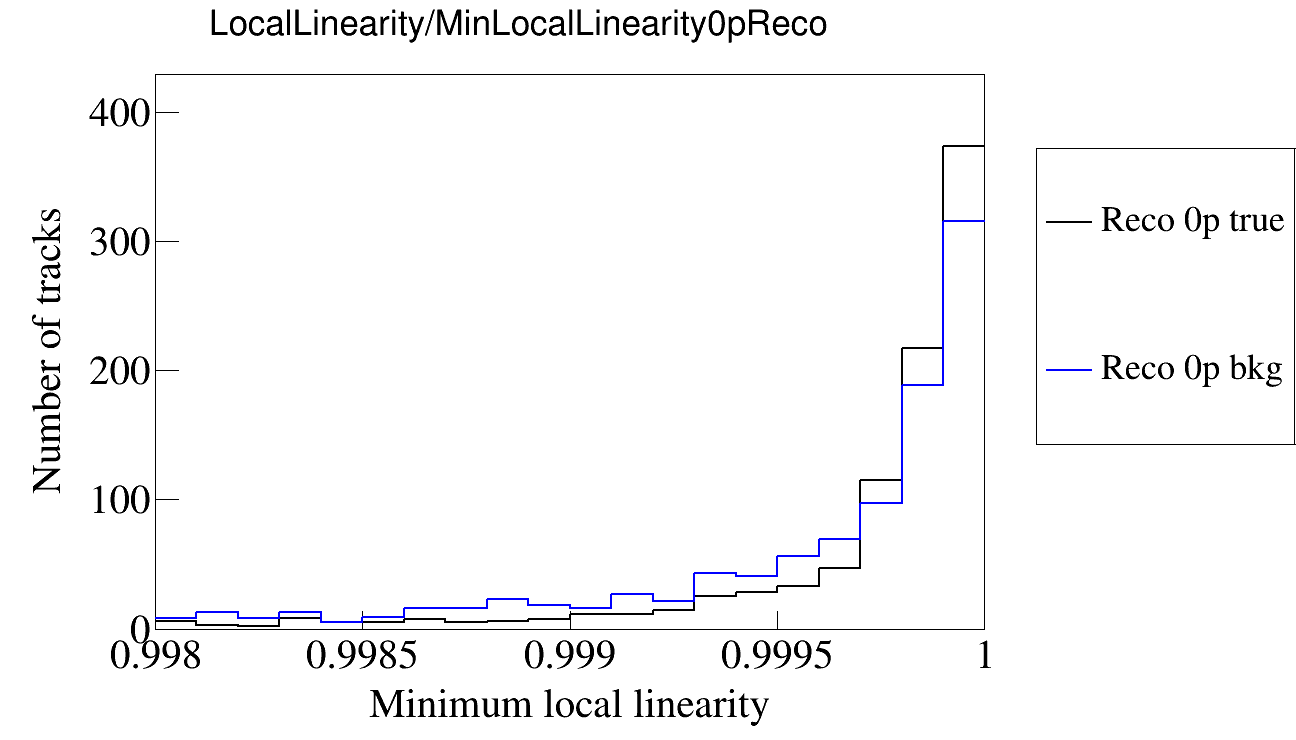 LocalLinearity/MinLocalLinearity0pReco
400
300
200
100
0
Number of tracks
0.998 0.9985 0.999 0.9995 1
Minimum local linearity
Reco 0p true
Reco 0p bkg